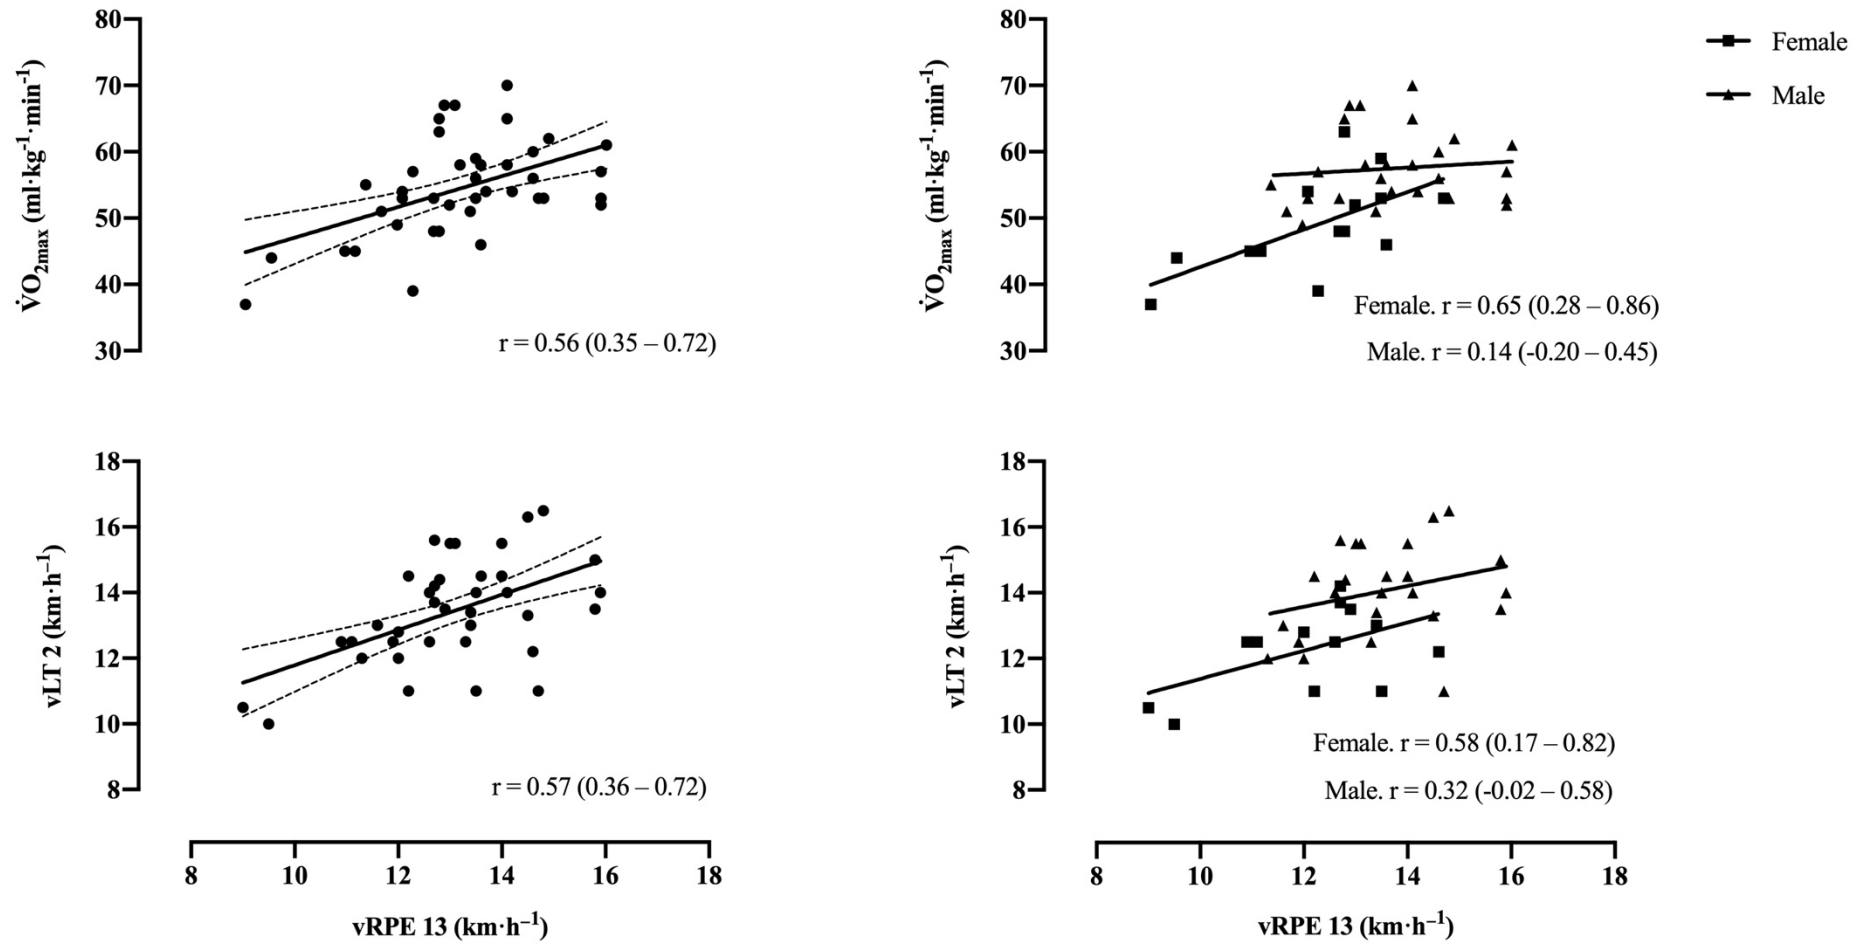 80
70
60
50
40
30
V̇O2max (ml·kg-1·min-1)
r = 0.56 (0.35 – 0.72)
80
70
60
50
40
30
V̇O2max (ml·kg-1·min-1)
Female
Male
Female. r = 0.65 (0.28 – 0.86)
Male. r = 0.14 (-0.20 – 0.45)
18
16
14
12
10
8
vLT 2 (km·h–1)
r = 0.57 (0.36 – 0.72)
8 10 12 14 16 18
vRPE 13 (km·h–1)
18
16
14
12
10
8
vLT 2 (km·h–1)
Female. r = 0.58 (0.17 – 0.82)
Male. r = 0.32 (-0.02 – 0.58)
8 10 12 14 16 18
vRPE 13 (km·h–1)